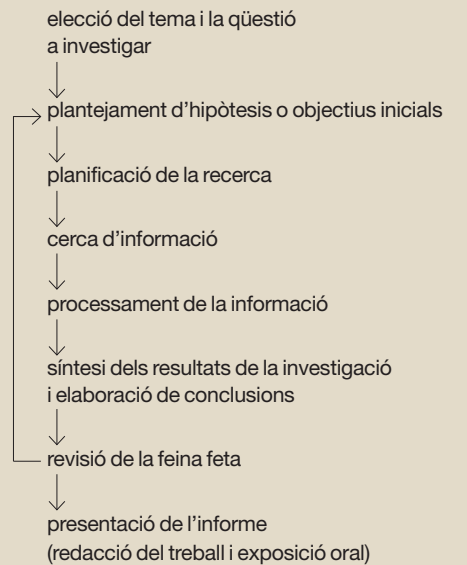 elecció del tema i la qüestió
a investigar
plantejament d’hipòtesis o objectius inicials
planificació de la recerca
cerca d’informació
processament de la informació
síntesi dels resultats de la investigació
i elaboració de conclusions
revisió de la feina feta
presentació de l’informe
(redacció del treball i exposició oral)